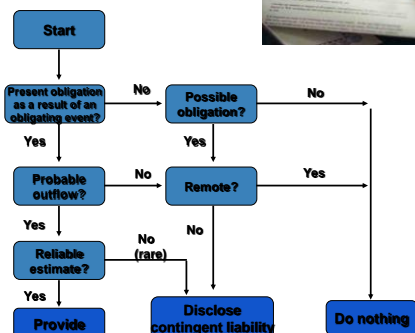 Start
Present obligation
as a result of an
obligating event?
No
Possible
obligation?
No
Yes
Yes
Probable
outflow?
No
Remote?
Yes
Yes
No
No
(rare)
Reliable
estimate?
Yes
Provide
Disclose
contingent liability
Do nothing